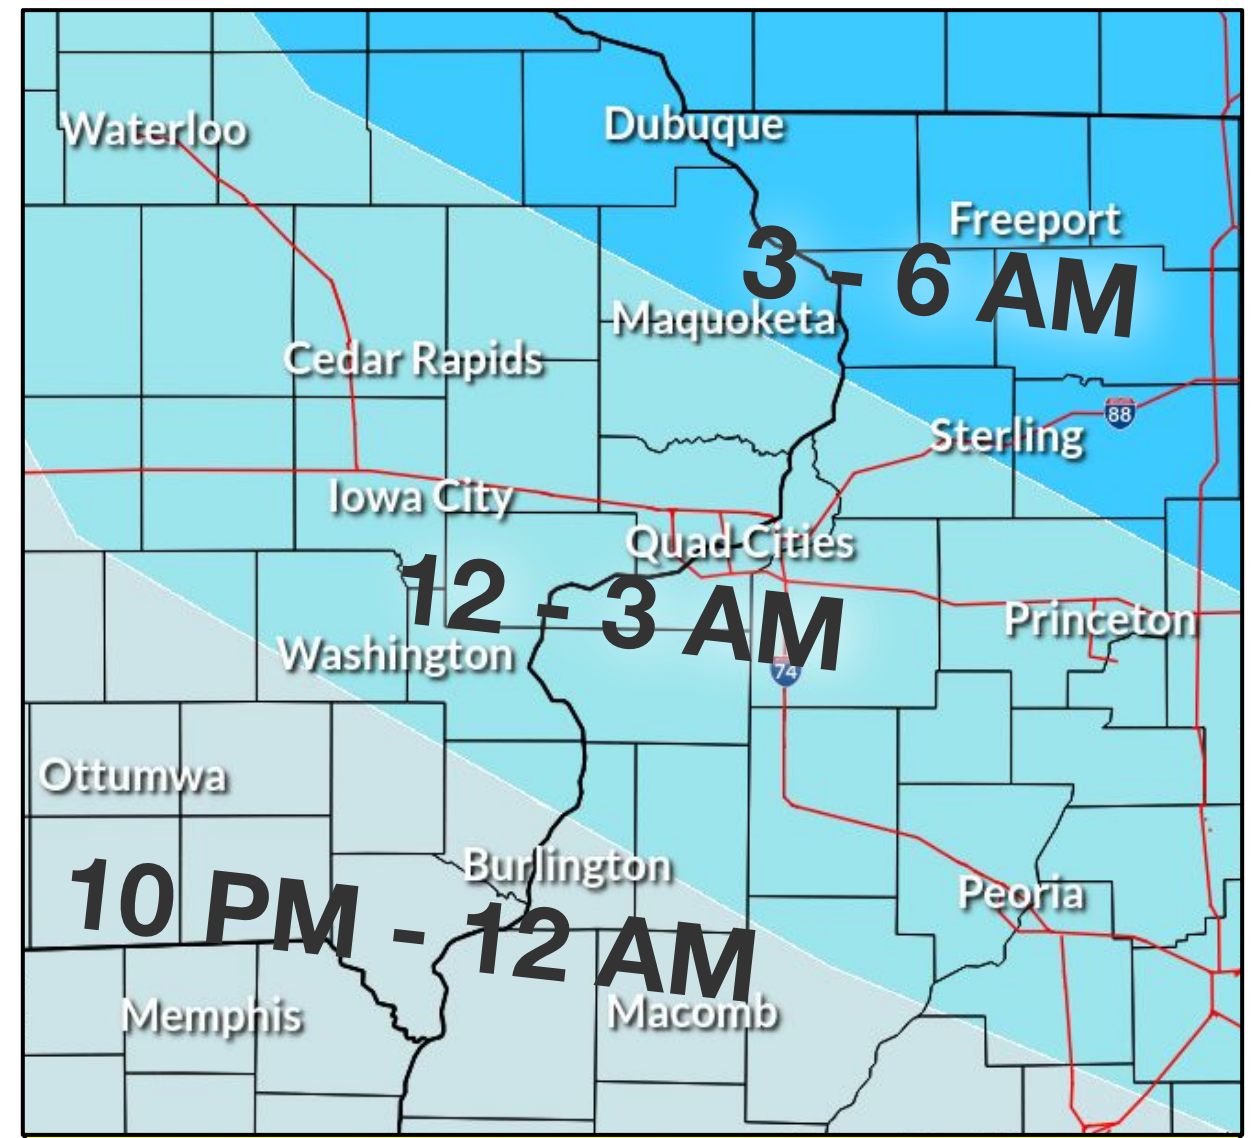 Waterloo
Dubuque
Freeport
3 - 6 AM
Maquoketa
Cedar Rapids
88
Sterling
Iowa City
Quad Cities
12 - 3 AM
Princeton
Washington
74
Ottumwa
Burlington
Peoria
10 PM - 12 AM
Memphis
Macomb